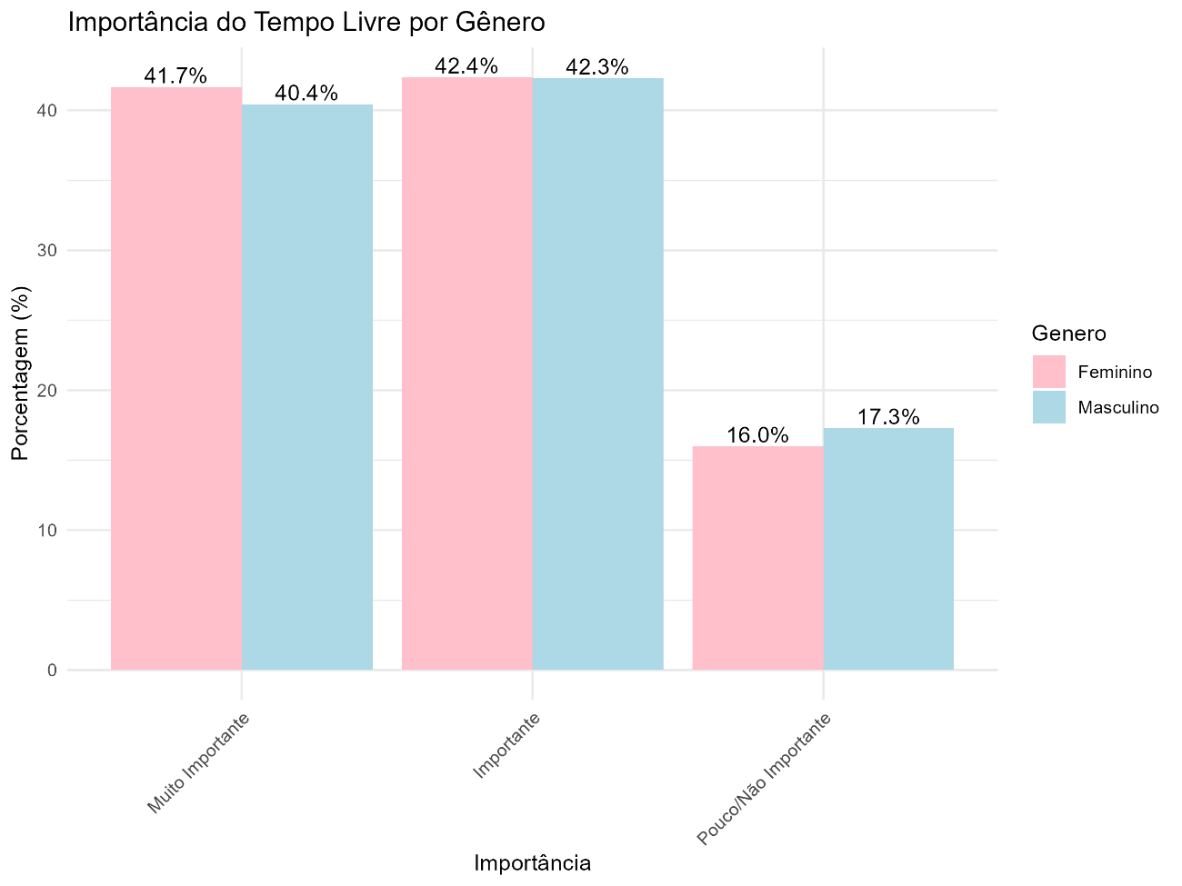 Importância do Tempo Livre por Gênero
41.7%
40.4%
42.4%
42.3%
16.0%
17.3%
40
30
20
10
0
Porcentagem (%)
Muito Importante
Importante
Pouco/Não Importante
Importância
Genero
Feminino
Masculino